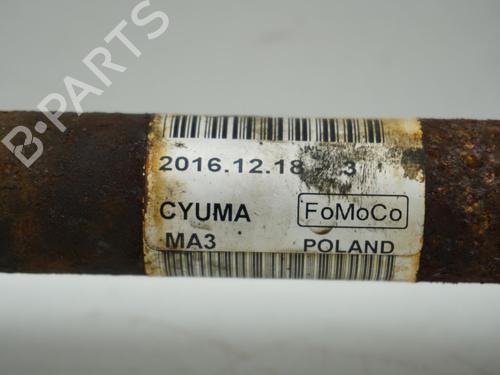 B-PARTS
2016.12.18
CYUMA FoMoCo
MA3 POLAND